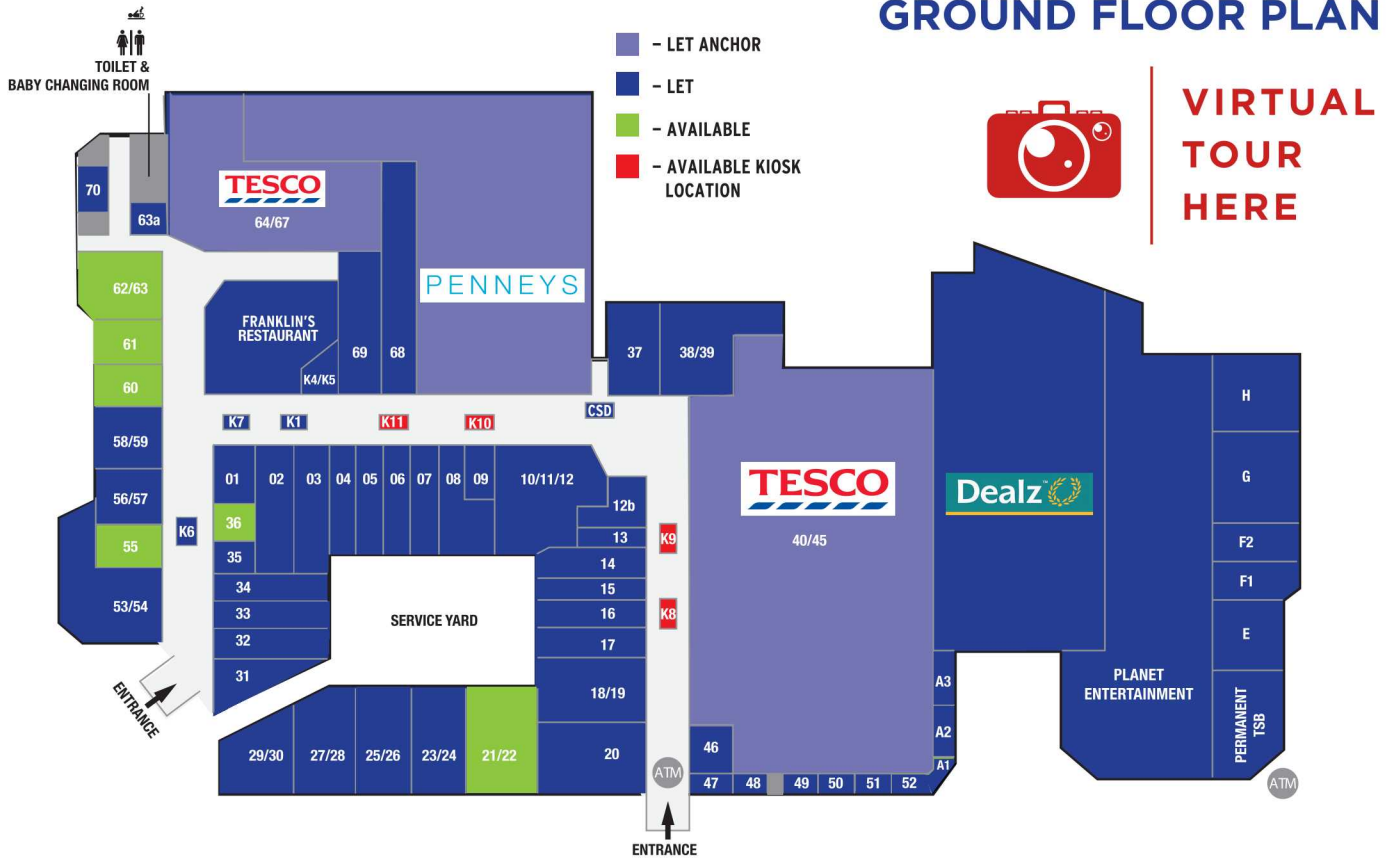 GROUND FLOOR PLAN
TOILET &
BABY CHANGING ROOM
– LET ANCHOR
– LET
– AVAILABLE
– AVAILABLE KIOSK
LOCATION
VIRTUAL
TOUR
HERE
70
63a
TESCO
64/67
PENNEYS
62/63
61
60
58/59
56/57
55
53/54
FRANKLIN'S
RESTAURANT
K4/K5
69
68
37
38/39
K7
K1
K11
K10
CSD
K6
01
02
03
04
05
06
07
08
09
10/11/12
36
35
34
33
32
31
12b
13
14
15
16
17
18/19
20
K9
K8
SERVICE YARD
ENTRANCE
29/30
27/28
25/26
23/24
21/22
TESCO
40/45
Dealz™
PLANET
ENTERTAINMENT
H
G
F2
F1
E
PERMANENT
TSB
A3
A2
A1
46
47
48
49
50
51
52
ATM
ATM
ENTRANCE